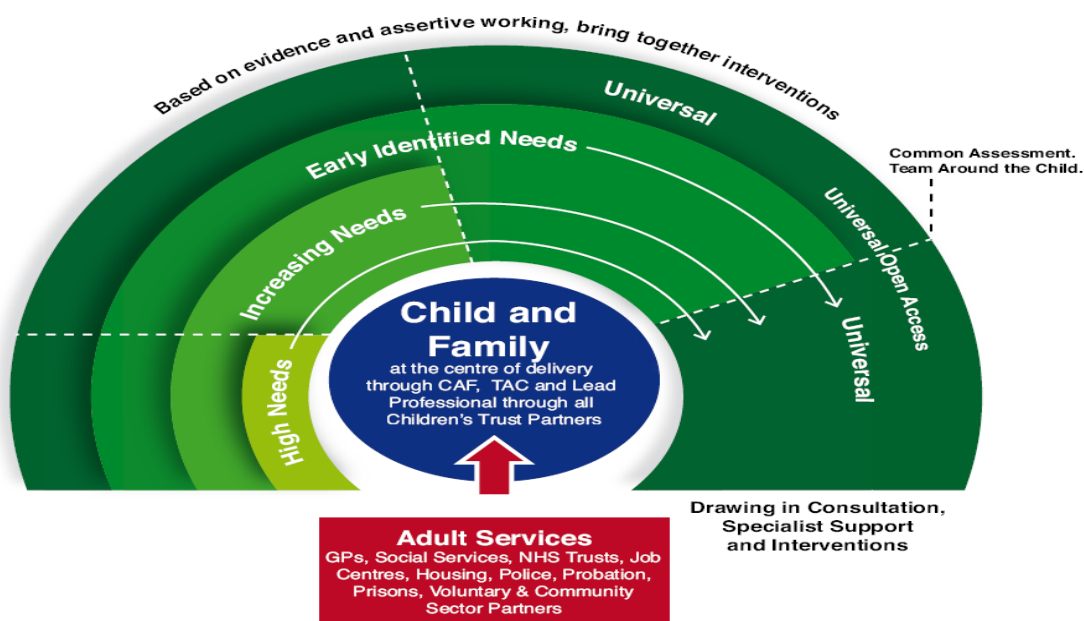 Based on evidence and assertive working, bring together interventions
Universal
Early Identified Needs
Common Assessment.
Team Around the Child.
Increasing Needs
Universal/Open Access
Universal
High Needs
Child and
Family
at the centre of delivery
through CAF, TAC and Lead
Professional through all
Children's Trust Partners
Drawing in Consultation,
Specialist Support
and Interventions
Adult Services
GPs, Social Services, NHS Trusts, Job
Centres, Housing, Police, Probation,
Prisons, Voluntary & Community
Sector Partners